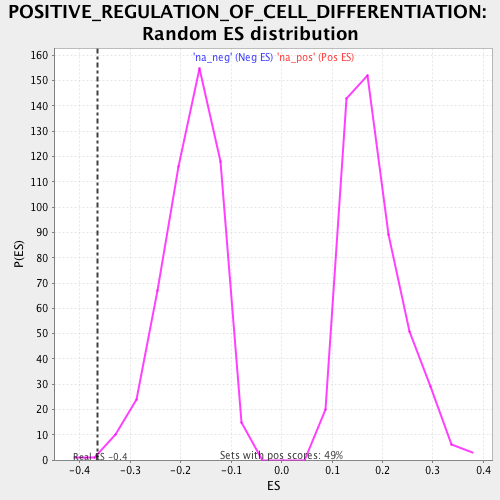 POSITIVE_REGULATION_OF_CELL_DIFFERENTIATION:
Random ES distribution
'na_neg' (Neg ES) 'na_pos' (Pos ES)
160
150
140
130
120
110
100
90
80
70
60
50
40
30
20
10
0
P(ES)
Real ES -0.4
Sets with pos scores: 49%
-0.4 -0.3 -0.2 -0.1 0.0 0.1 0.2 0.3 0.4
ES